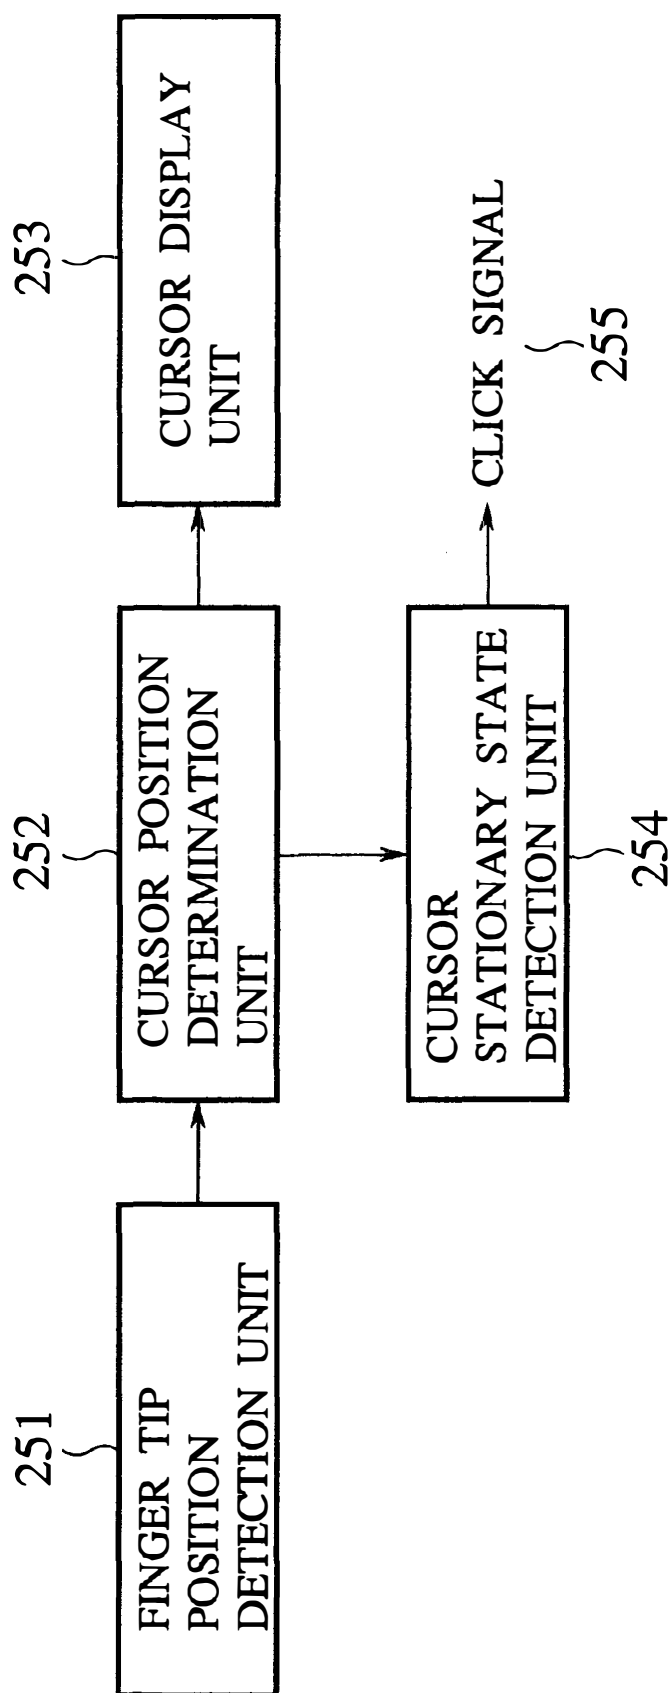 251
FINGER TIP
POSITION
DETECTION UNIT
252
CURSOR POSITION
DETERMINATION
UNIT
253
CURSOR DISPLAY
UNIT
CURSOR
STATIONARY STATE
DETECTION UNIT
254
CLICK SIGNAL
255